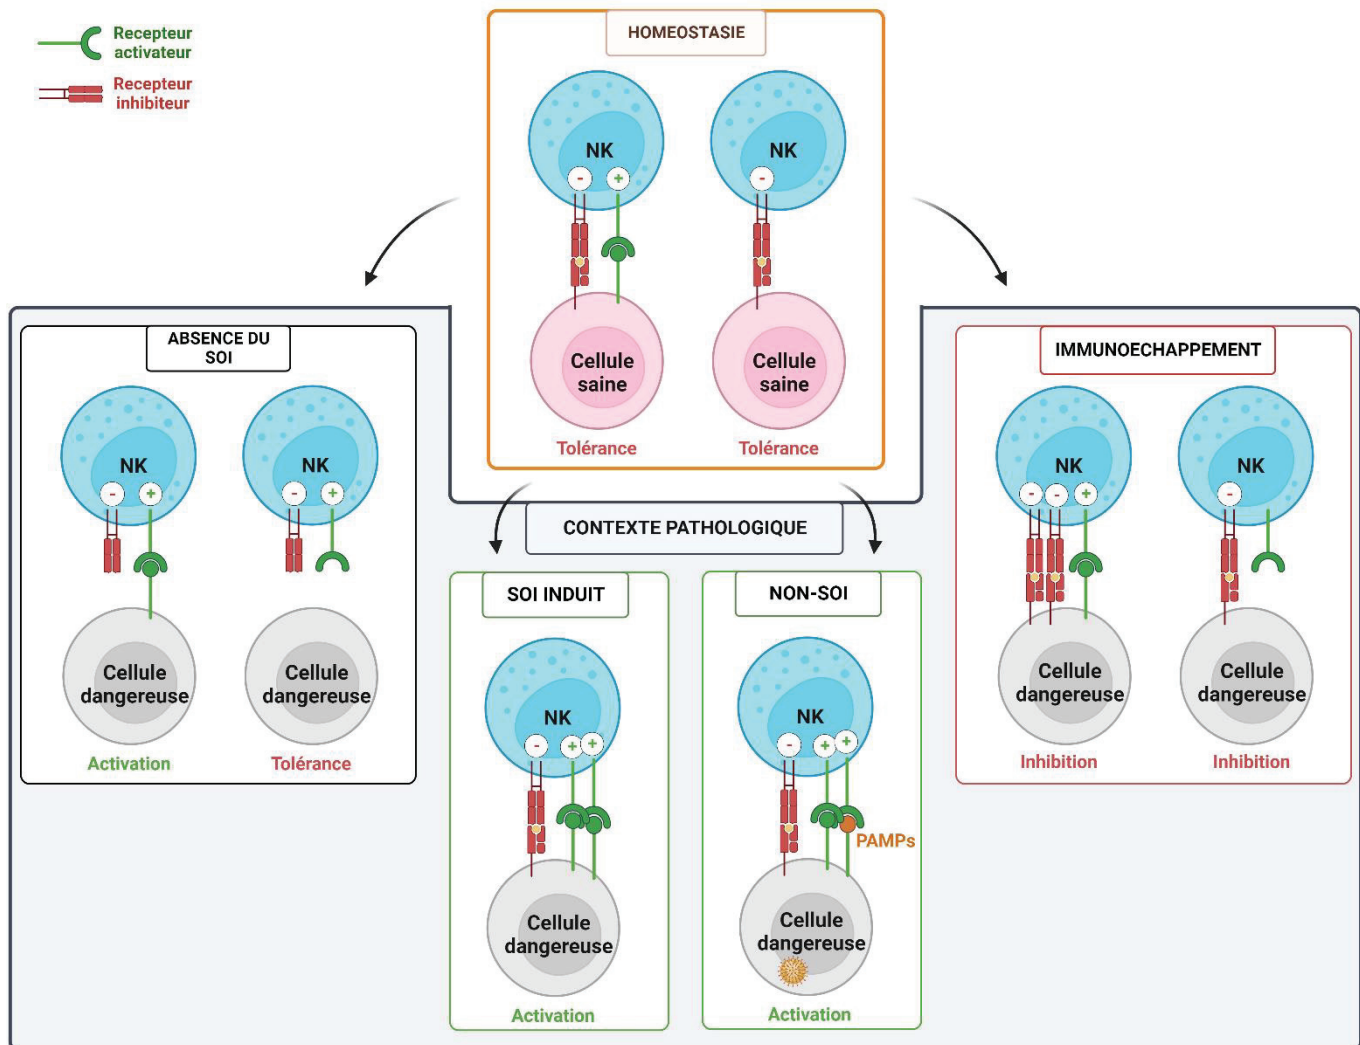 Recepteur
activateur
Recepteur
inhibiteur
HOMEOSTASIE
NK
- +
Cellule
saine
Tolérance
NK
-
Cellule
saine
Tolérance
ABSENCE DU
SOI
NK
- +
Cellule
dangereuse
Activation
NK
- +
Cellule
dangereuse
Tolérance
CONTEXTE PATHOLOGIQUE
SOI INDUIT
NK
- + +
Cellule
dangereuse
Activation
NON-SOI
NK
- + +
PAMPs
Cellule
dangereuse
Activation
IMMUNOECHAPPEMENT
NK
- - +
Cellule
dangereuse
Inhibition
NK
-
Cellule
dangereuse
Inhibition